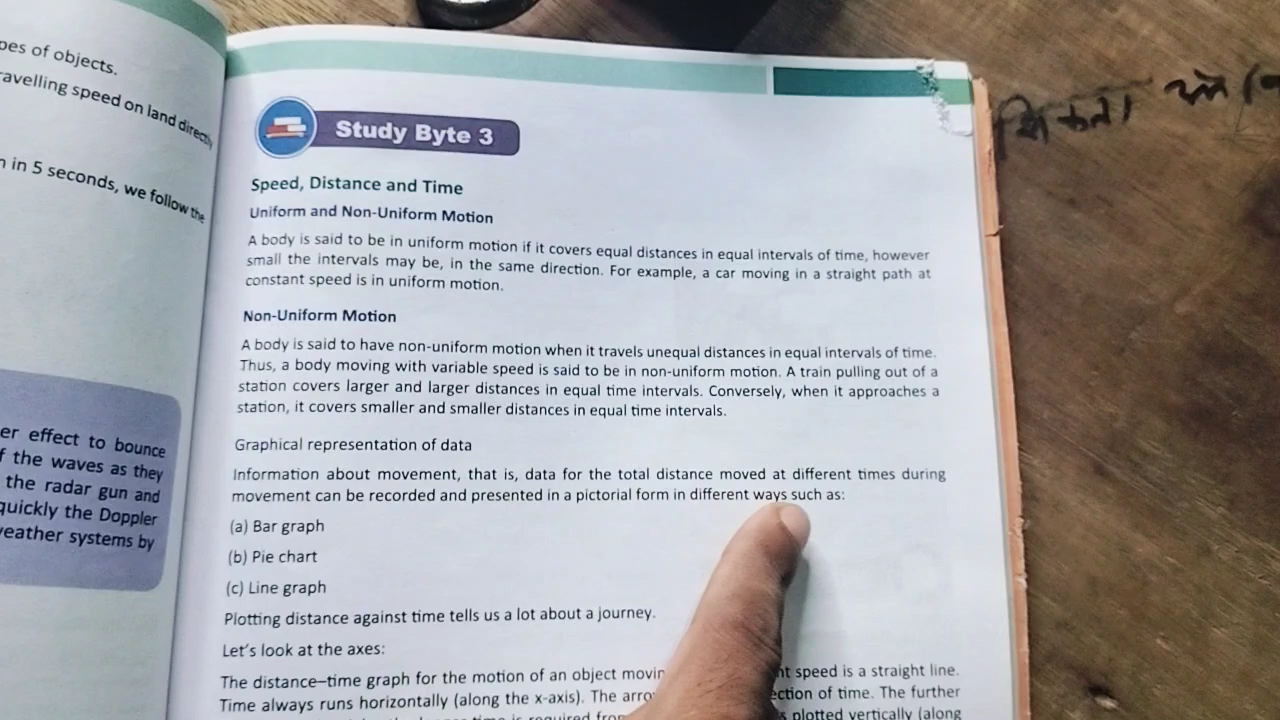 pes of objects.
avelling speed on land directly
n in 5 seconds, we follow the
er effect to bounce
f the waves as they
the radar gun and
quickly the Doppler
weather systems by
Study Byte 3
Speed, Distance and Time
Uniform and Non-Uniform Motion
A body is said to be in uniform motion if it covers equal distances in equal intervals of time, however
small the intervals may be, in the same direction. For example, a car moving in a straight path at
constant speed is in uniform motion.
Non-Uniform Motion
A body is said to have non-uniform motion when it travels unequal distances in equal intervals of time.
Thus, a body moving with variable speed is said to be in non-uniform motion. A train pulling out of a
station covers larger and larger distances in equal time intervals. Conversely, when it approaches a
station, it covers smaller and smaller distances in equal time intervals.
Graphical representation of data
Information about movement, that is, data for the total distance moved at different times during
movement can be recorded and presented in a pictorial form in different ways such as:
(a) Bar graph
(b) Pie chart
(c) Line graph
Plotting distance against time tells us a lot about a journey.
Let's look at the axes:
The distance–time graph for the motion of an object movin nt speed is a straight line.
Time always runs horizontally (along the x-axis). The arro ection of time. The further
is required from s plotted vertically (along